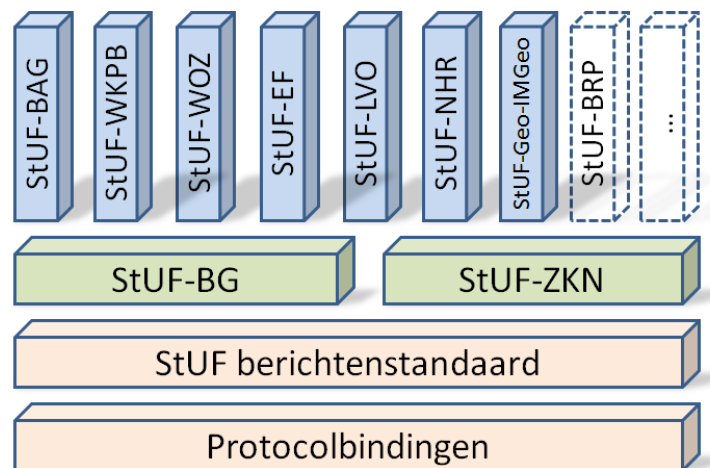 StUF-BAG
StUF-WKPB
StUF-WOZ
StUF-EF
StUF-LVO
StUF-NHR
StUF-Geo-IMGeo
StUF-BRP
...
StUF-BG
StUF-ZKN
StUF berichtenstandaard
Protocolbindingen